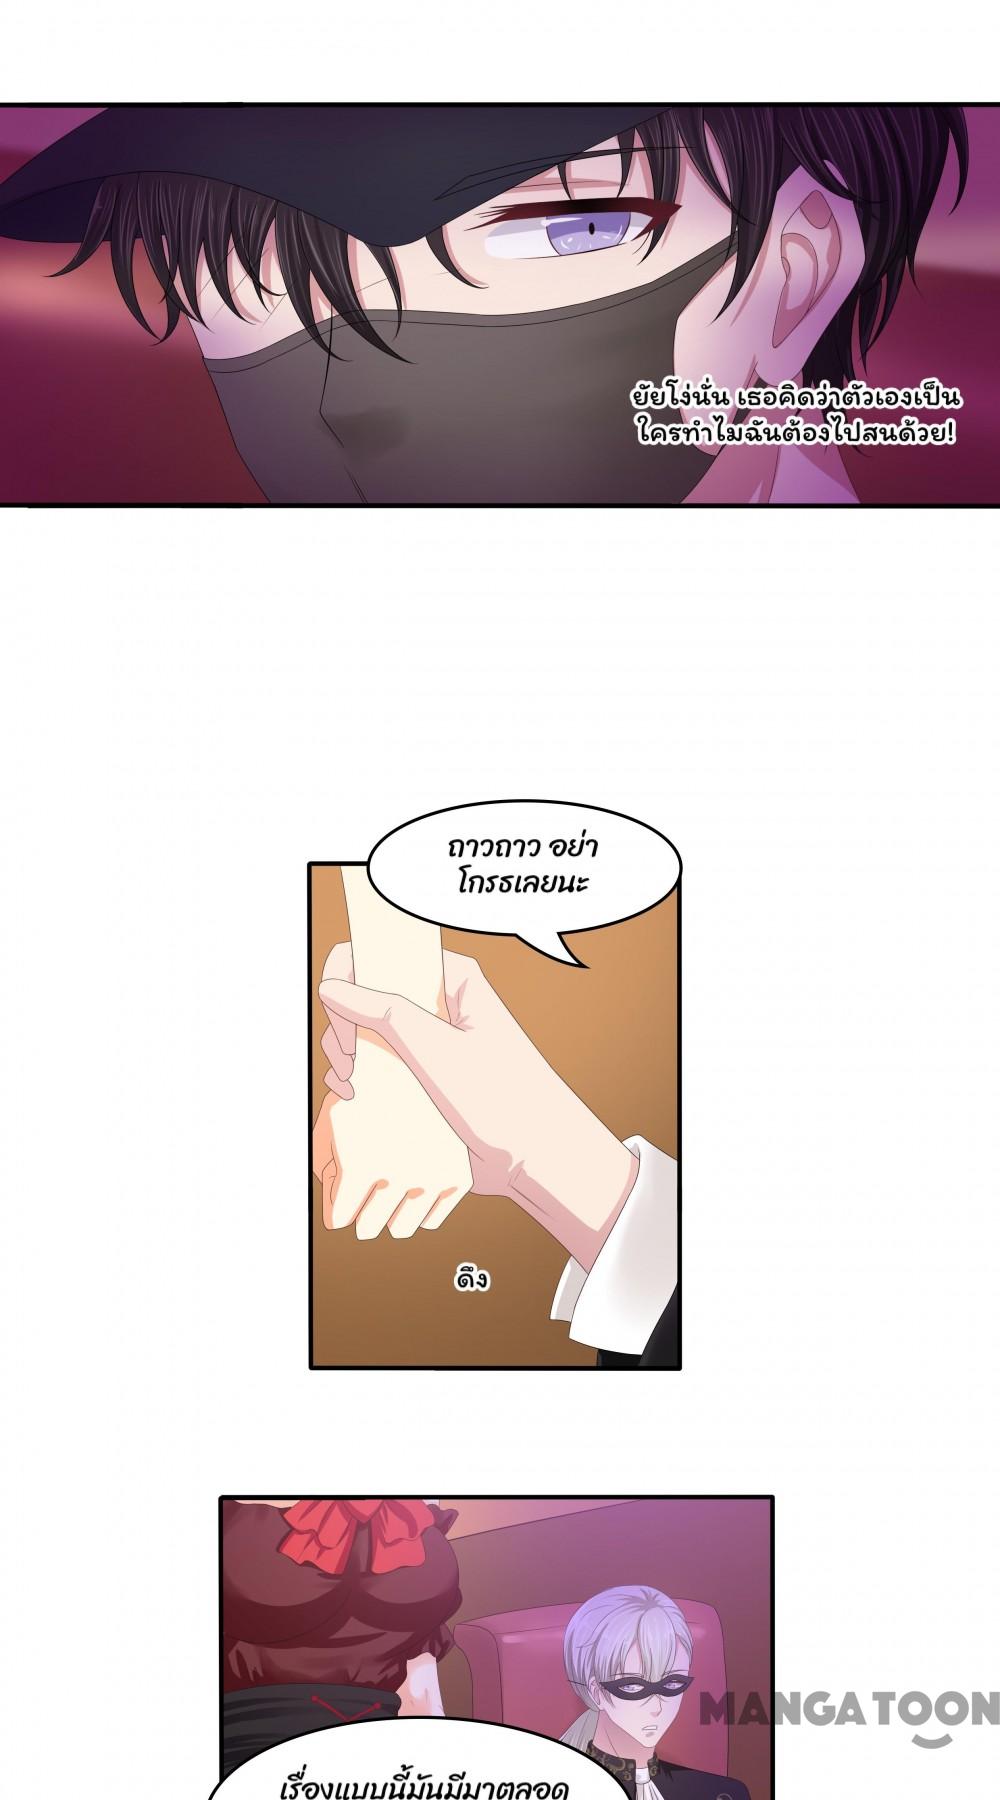 ยัยโง่นั่น เธอคิดว่าตัวเองเป็น
ใครทำไมฉันต้องไปสนด้วย!
ถาวถาว อย่า
โกรธเลยนะ
ดึง
MANGATOON
เรื่องแบบนี้มันมีมาตลอด